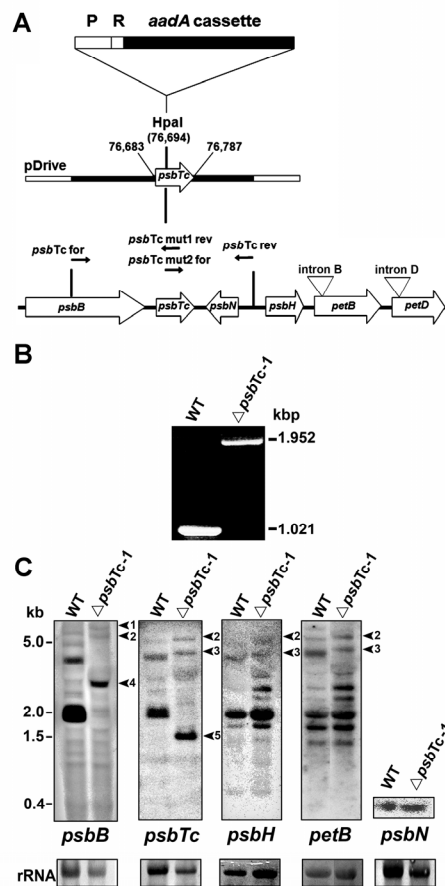 A
P R aadA cassette
HpaI
(76,694)
76,683 76,787
pDrive
psbTc
psbTc for
psbTc mut1 rev
psbTc mut2 for
psbTc rev
intron B intron D
psbB psbTc psbN psbH petB petD
B
WT ▽psbTc-1
kbp
1.952
1.021
C
kb
WT ▽psbTc-1 WT ▽psbTc-1 WT ▽psbTc-1 WT ▽psbTc-1
5.0
2.0
1.5
0.4
1
2
4
2
3
5
2
3
2
3
WT ▽psbTc-1
psbB psbTc psbH petB psbN
rRNA